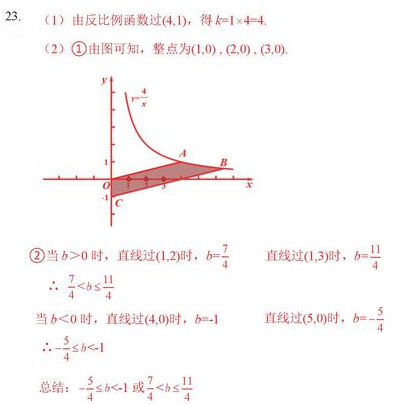 23. （1）由反比例函数过(4,1)，得 k=1×4=4.
（2）①由图可知，整点为(1,0) , (2,0) , (3,0).
y
y=4/x
1
A
B
O
1
2
3
x
-1
C
②当 b＞0 时，直线过(1,2)时，b=7/4 直线过(1,3)时，b=11/4
∴ 7/4<b≤11/4
当 b＜0 时，直线过(4,0)时，b=-1 直线过(5,0)时，b=-5/4
∴-5/4≤b<-1
总结：-5/4≤b<-1 或 7/4<b≤11/4